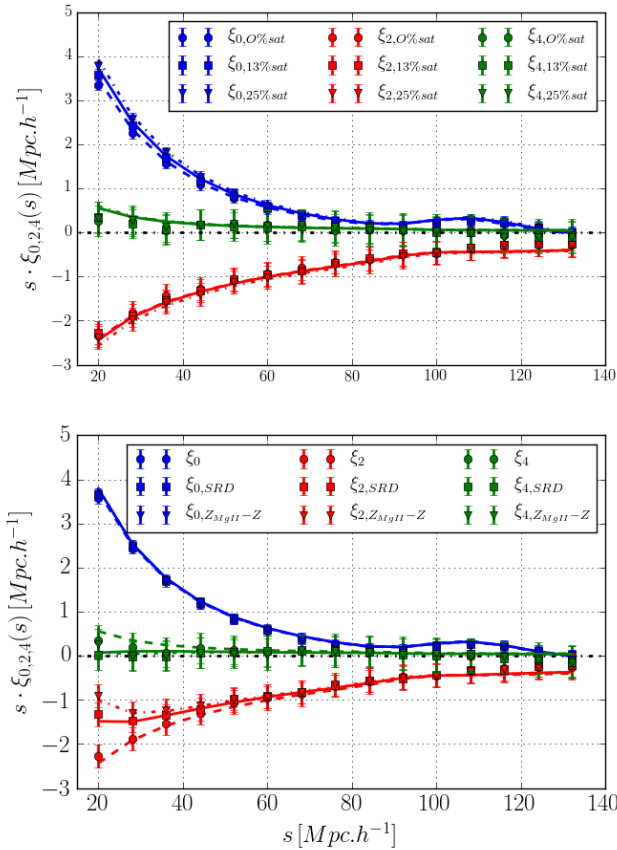 s · ξ₀,₂,₄(s) [Mpc.h⁻¹]
5
4
3
2
1
0
−1
−2
−3
ξ₀,O%sat ξ₂,O%sat ξ₄,O%sat
ξ₀,13%sat ξ₂,13%sat ξ₄,13%sat
ξ₀,25%sat ξ₂,25%sat ξ₄,25%sat
20 40 60 80 100 120 140
s · ξ₀,₂,₄(s) [Mpc.h⁻¹]
5
4
3
2
1
0
−1
−2
−3
ξ₀ ξ₂ ξ₄
ξ₀,SRD ξ₂,SRD ξ₄,SRD
ξ₀,Z_MgII−Z ξ₂,Z_MgII−Z ξ₄,Z_MgII−Z
20 40 60 80 100 120 140
s [Mpc.h⁻¹]